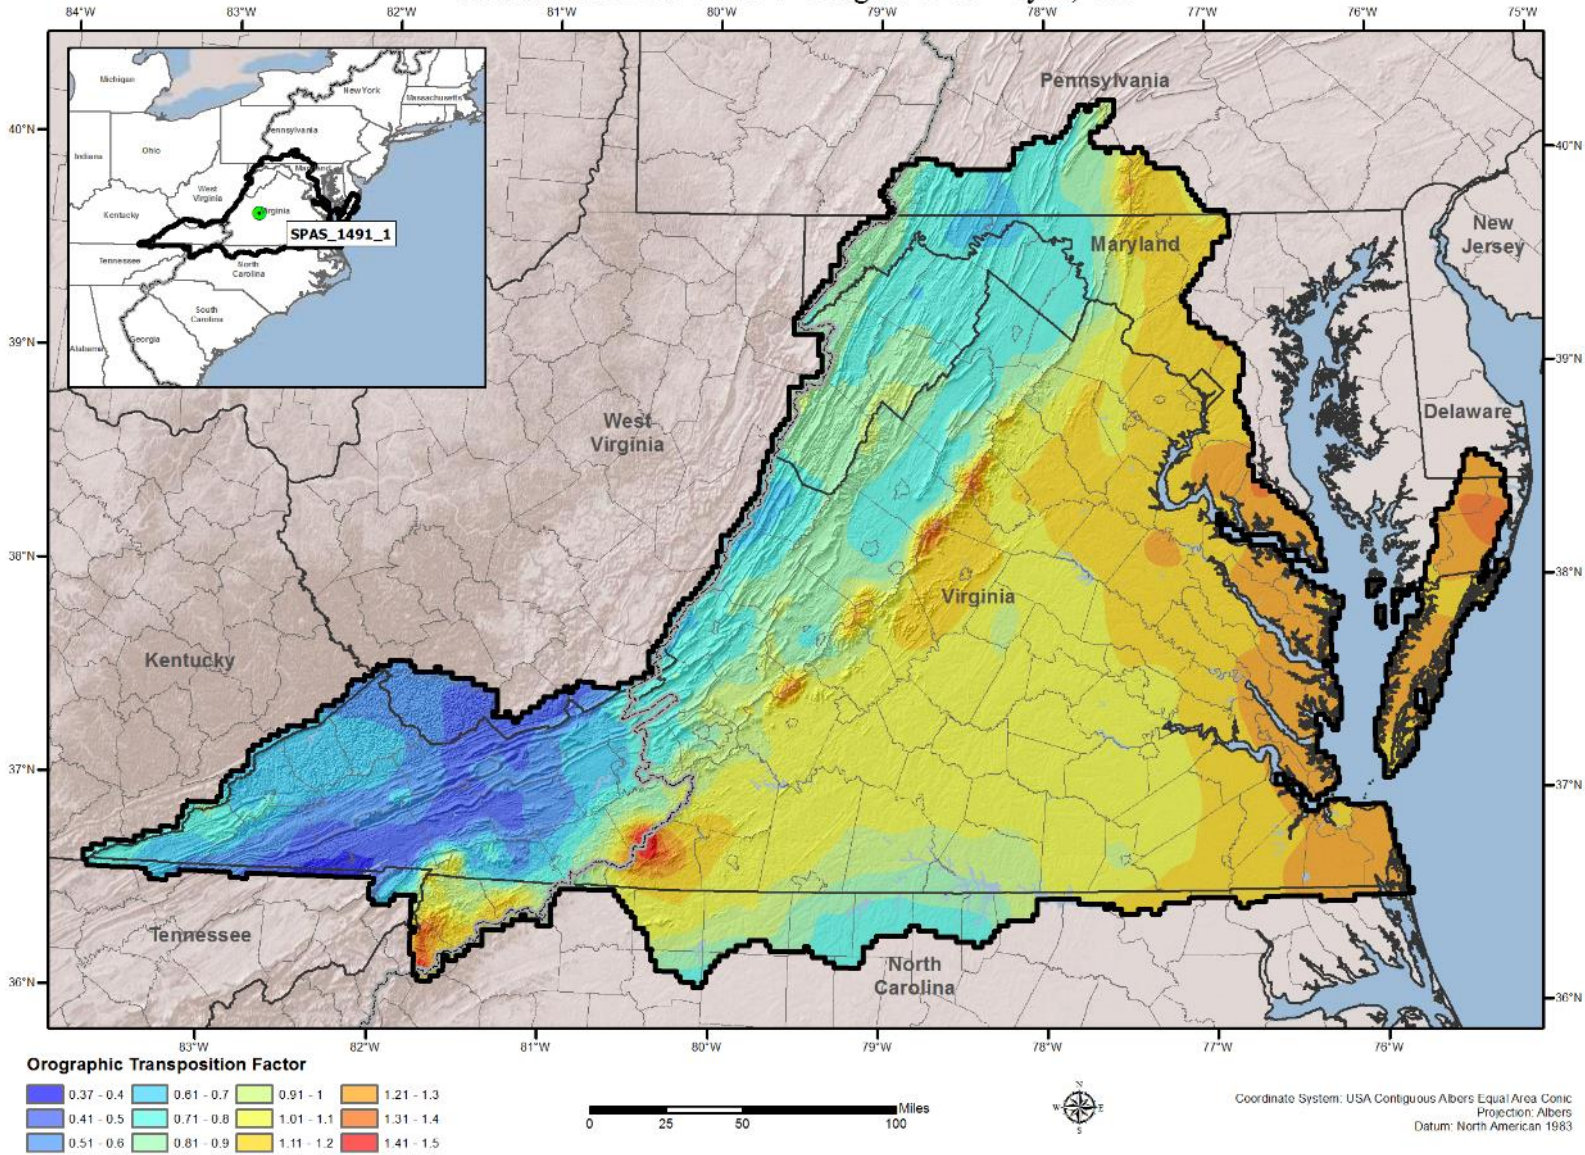 84°W 83°W 82°W 81°W 80°W 79°W 78°W 77°W 76°W 75°W
Michigan
New York
Massachusetts
Pennsylvania
Indiana
Ohio
Maryland
West
Virginia
Kentucky
Virginia
SPAS_1491_1
Tennessee
North
Carolina
South
Carolina
Alabama
Georgia
Pennsylvania
40°N
40°N
New
Jersey
Maryland
39°N
39°N
West
Virginia
Delaware
38°N
38°N
Virginia
Kentucky
37°N
37°N
Tennessee
North
Carolina
36°N
36°N
83°W 82°W 81°W 80°W 79°W 78°W 77°W 76°W
Orographic Transposition Factor
0.37 - 0.4 0.61 - 0.7 0.91 - 1 1.21 - 1.3
0.41 - 0.5 0.71 - 0.8 1.01 - 1.1 1.31 - 1.4
0.51 - 0.6 0.81 - 0.9 1.11 - 1.2 1.41 - 1.5
Miles
0 25 50 100
N
W E
S
Coordinate System: USA Contiguous Albers Equal Area Conic
Projection: Albers
Datum: North American 1983